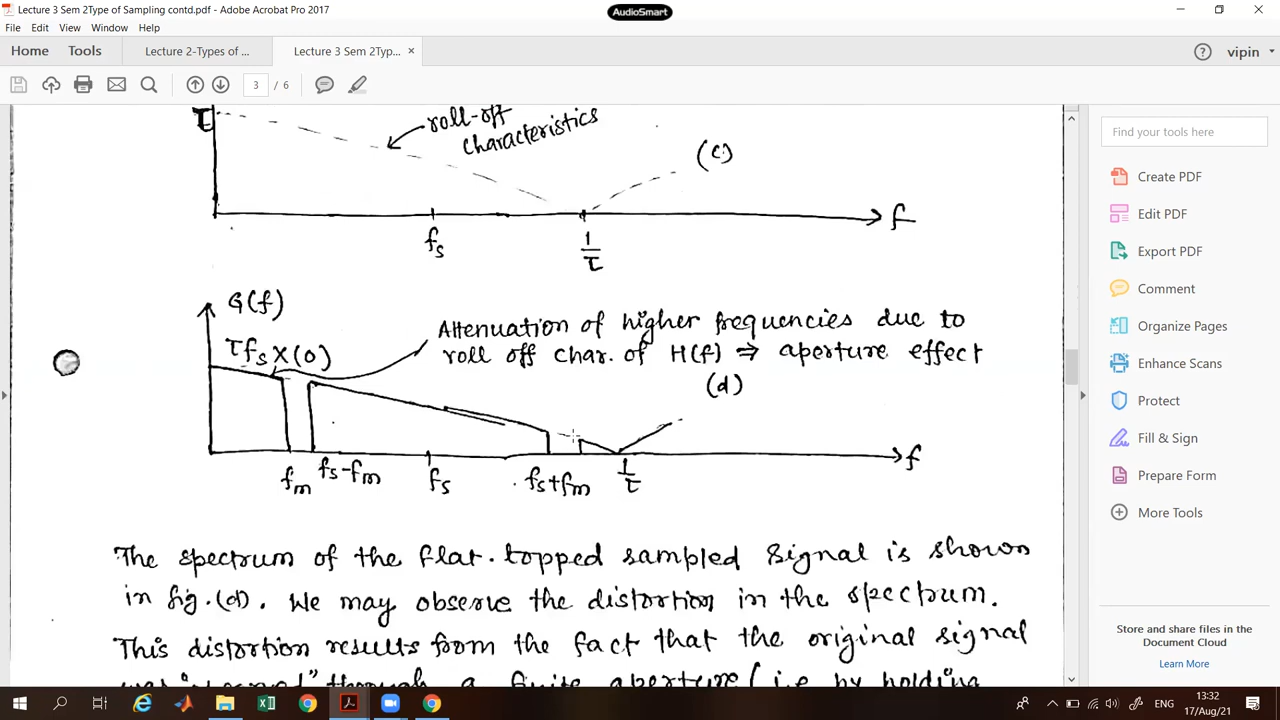 Lecture 3 Sem 2Type of Sampling contd.pdf - Adobe Acrobat Pro 2017
AudioSmart
File Edit View Window Help
Home Tools Lecture 2-Types of ... Lecture 3 Sem 2Typ... × vipin
3 / 6
τ
roll-off
characteristics
(c)
fs
1/τ
f
G(f)
τfs X(0)
Attenuation of higher frequencies due to
roll off char. of H(f) ⇒ aperture effect
(d)
fm fs-fm fs fs+fm 1/τ f
The spectrum of the flat-topped sampled signal is shown
in fig.(d). We may observe the distortion in the spectrum.
This distortion results from the fact that the original signal
through a finite aperture (i.e by holding
Find your tools here
Create PDF
Edit PDF
Export PDF
Comment
Organize Pages
Enhance Scans
Protect
Fill & Sign
Prepare Form
More Tools
Store and share files in the
Document Cloud
Learn More
ENG
13:32
17/Aug/21